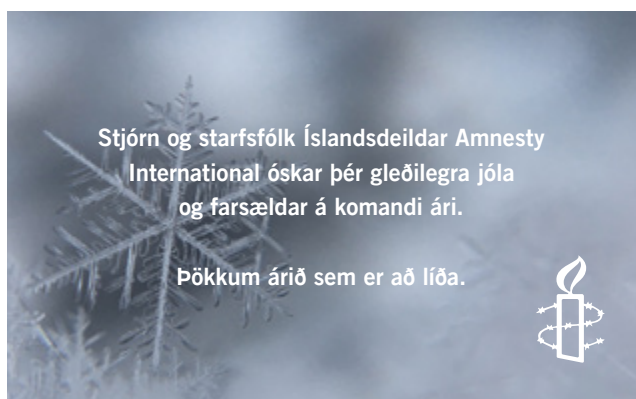 Stjórn og starfsfólk Íslandsdeildar Amnesty
International óskar þér gleðilegra jóla
og farsældar á komandi ári.
Þökkum árið sem er að líða.